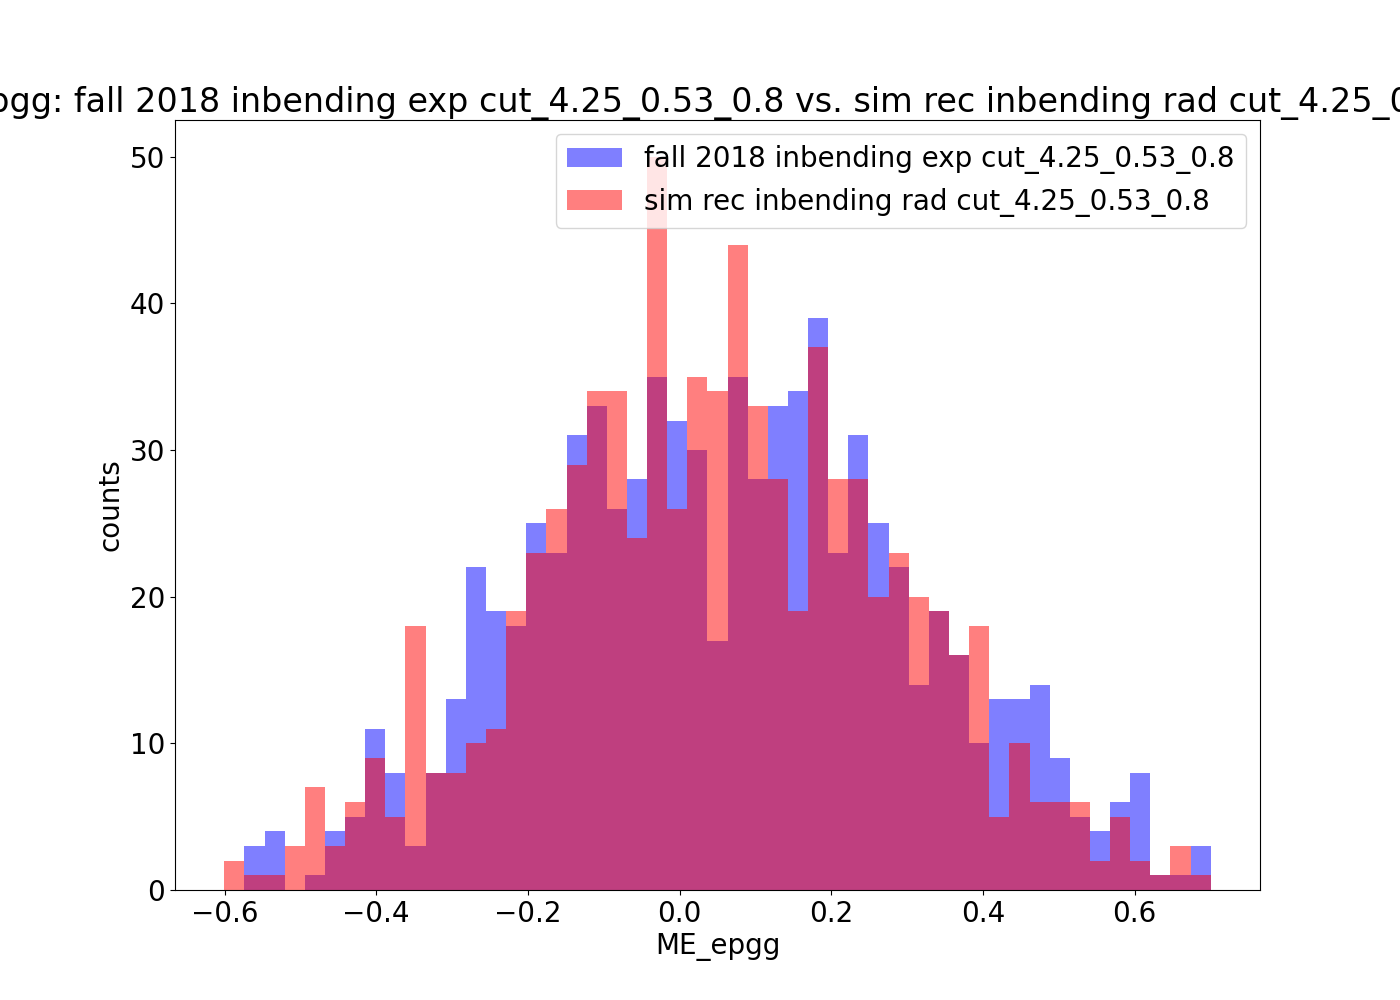 pgg: fall 2018 inbending exp cut_4.25_0.53_0.8 vs. sim rec inbending rad cut_4.25_0
fall 2018 inbending exp cut_4.25_0.53_0.8
sim rec inbending rad cut_4.25_0.53_0.8
50
40
30
20
10
0
counts
−0.6 −0.4 −0.2 0.0 0.2 0.4 0.6
ME_epgg